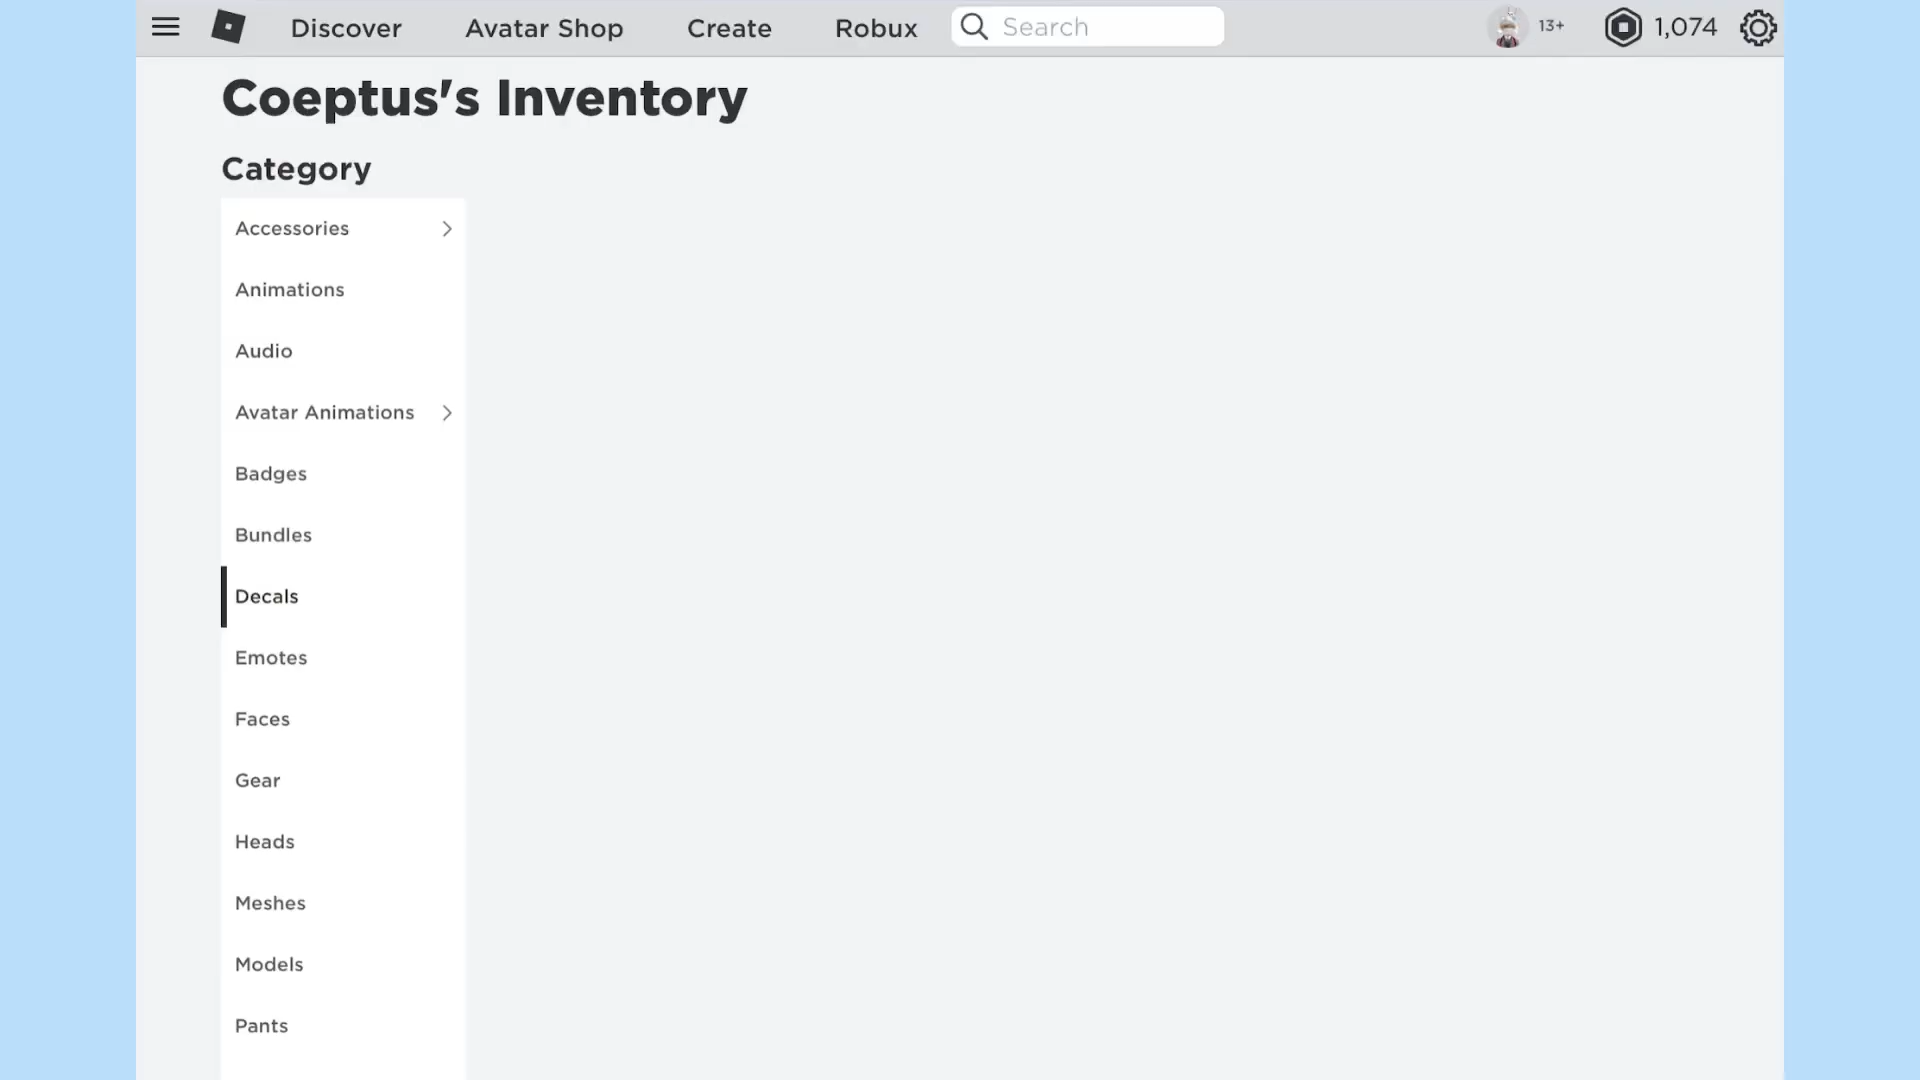 Discover Avatar Shop Create Robux Search 13+ 1,074
Coeptus's Inventory
Category
Accessories
Animations
Audio
Avatar Animations
Badges
Bundles
Decals
Emotes
Faces
Gear
Heads
Meshes
Models
Pants